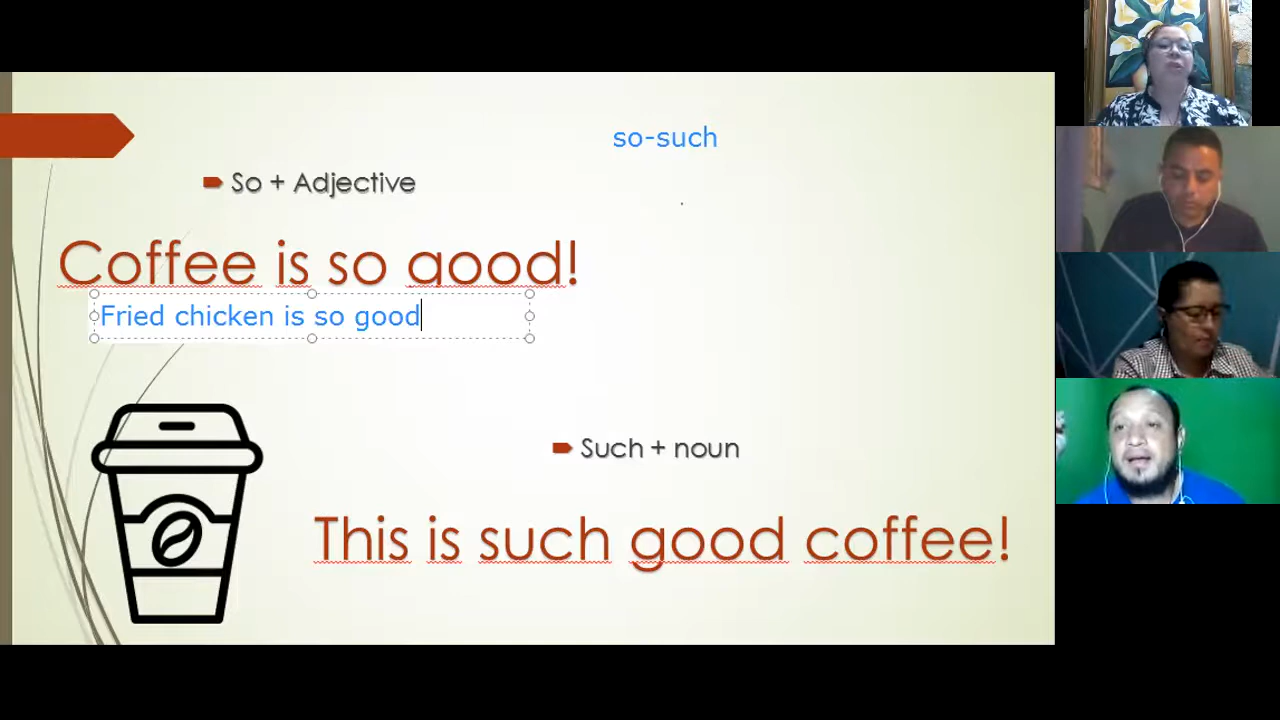 so-such
So + Adjective
Coffee is so good!
Fried chicken is so good
Such + noun
This is such good coffee!